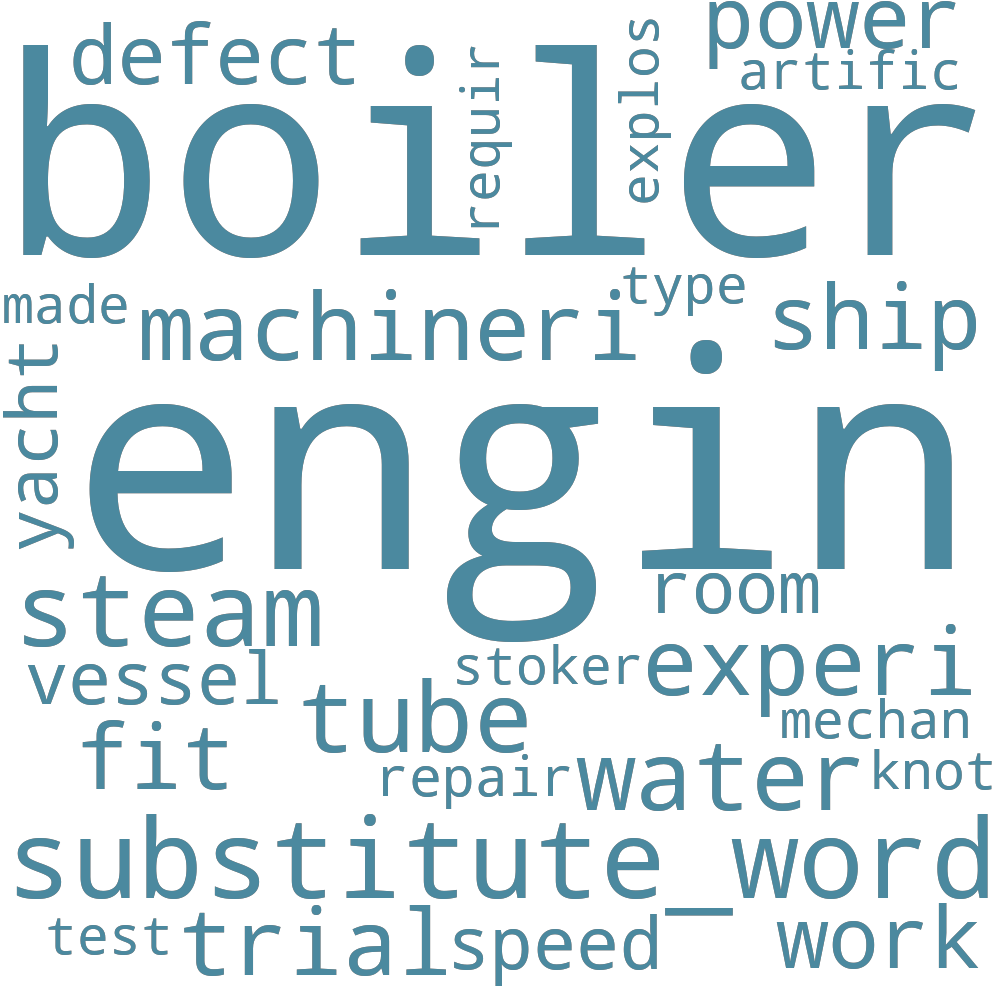 power
defect
artific
boiler
requir
explos
type
made
machineri
ship
yacht
engin
room
steam
experi
stoker
vessel
tube
mechan
fit
water
knot
repair
substitute_word
test
trial
speed
work